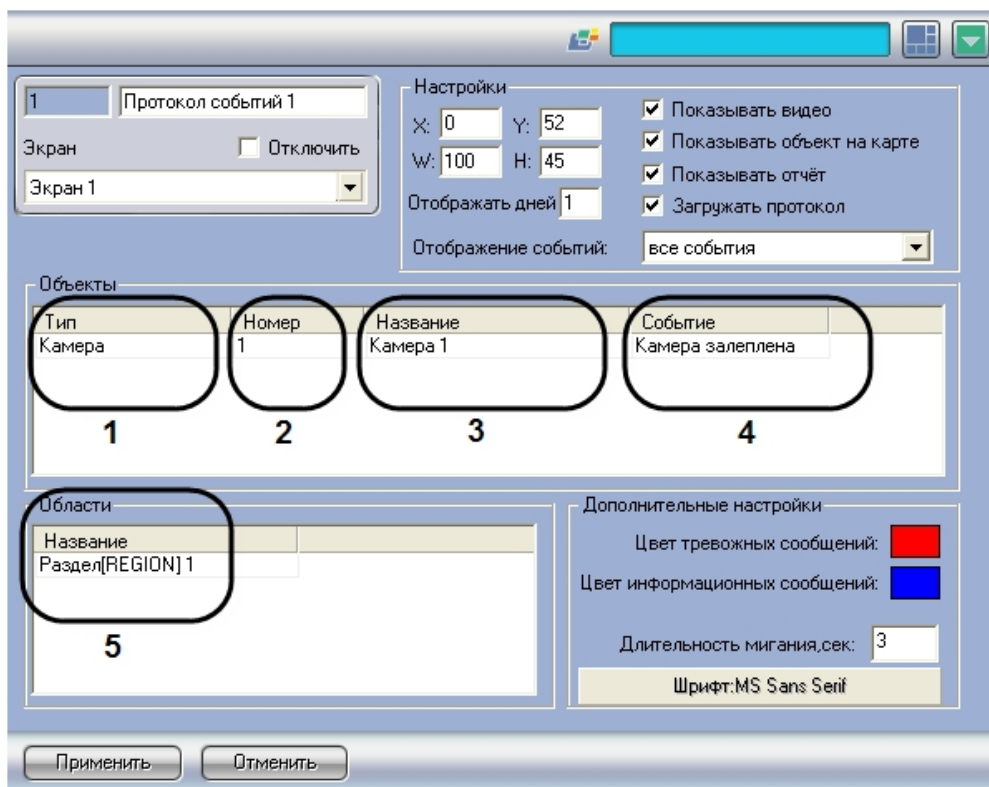 1
Протокол событий 1
Экран
Отключить
Экран 1
Настройки
X: 0 Y: 52
W: 100 H: 45
Отображать дней 1
Показывать видео
Показывать объект на карте
Показывать отчёт
Загружать протокол
Отображение событий: все события
Объекты
Тип Номер Название Событие
Камера 1 Камера 1 Камера залеплена
1 2 3 4
Области
Название
Раздел[REGION] 1
5
Дополнительные настройки
Цвет тревожных сообщений:
Цвет информационных сообщений:
Длительность мигания,сек: 3
Шрифт:MS Sans Serif
Применить Отменить